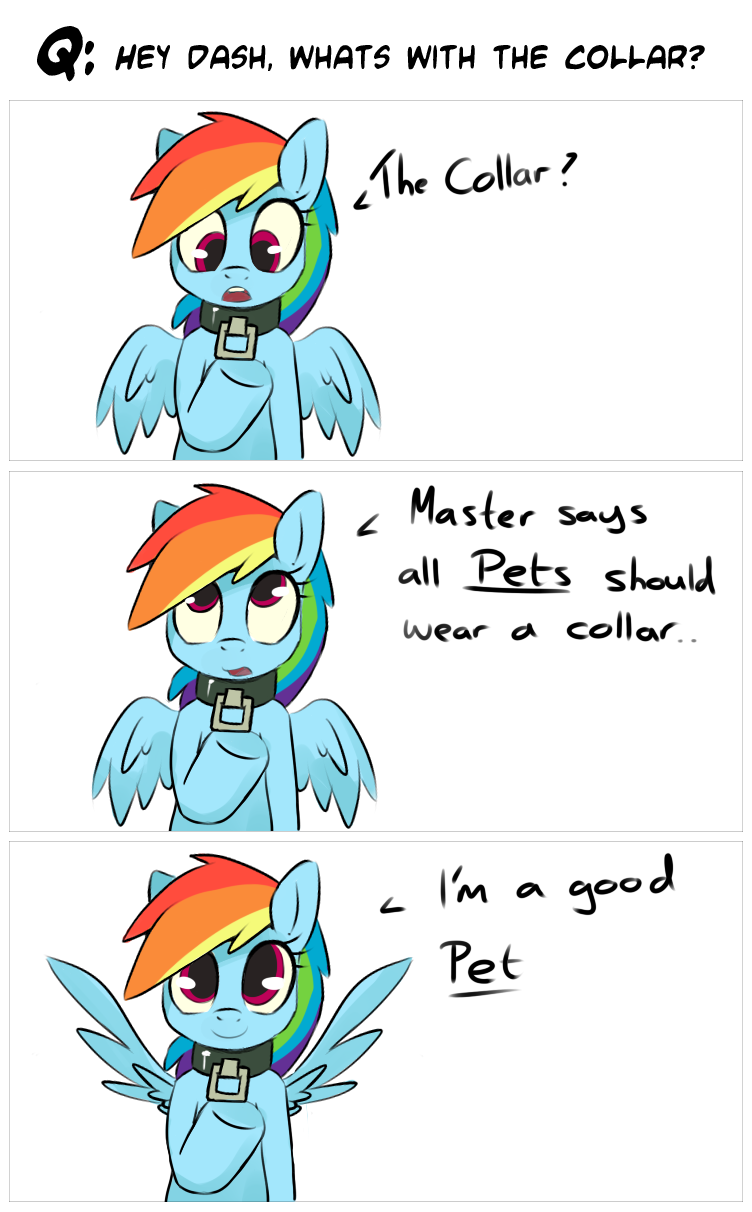 Q: HEY DASH, WHATS WITH THE COLLAR?
The Collar?
Master says
all Pets should
wear a collar..
I'm a good
Pet